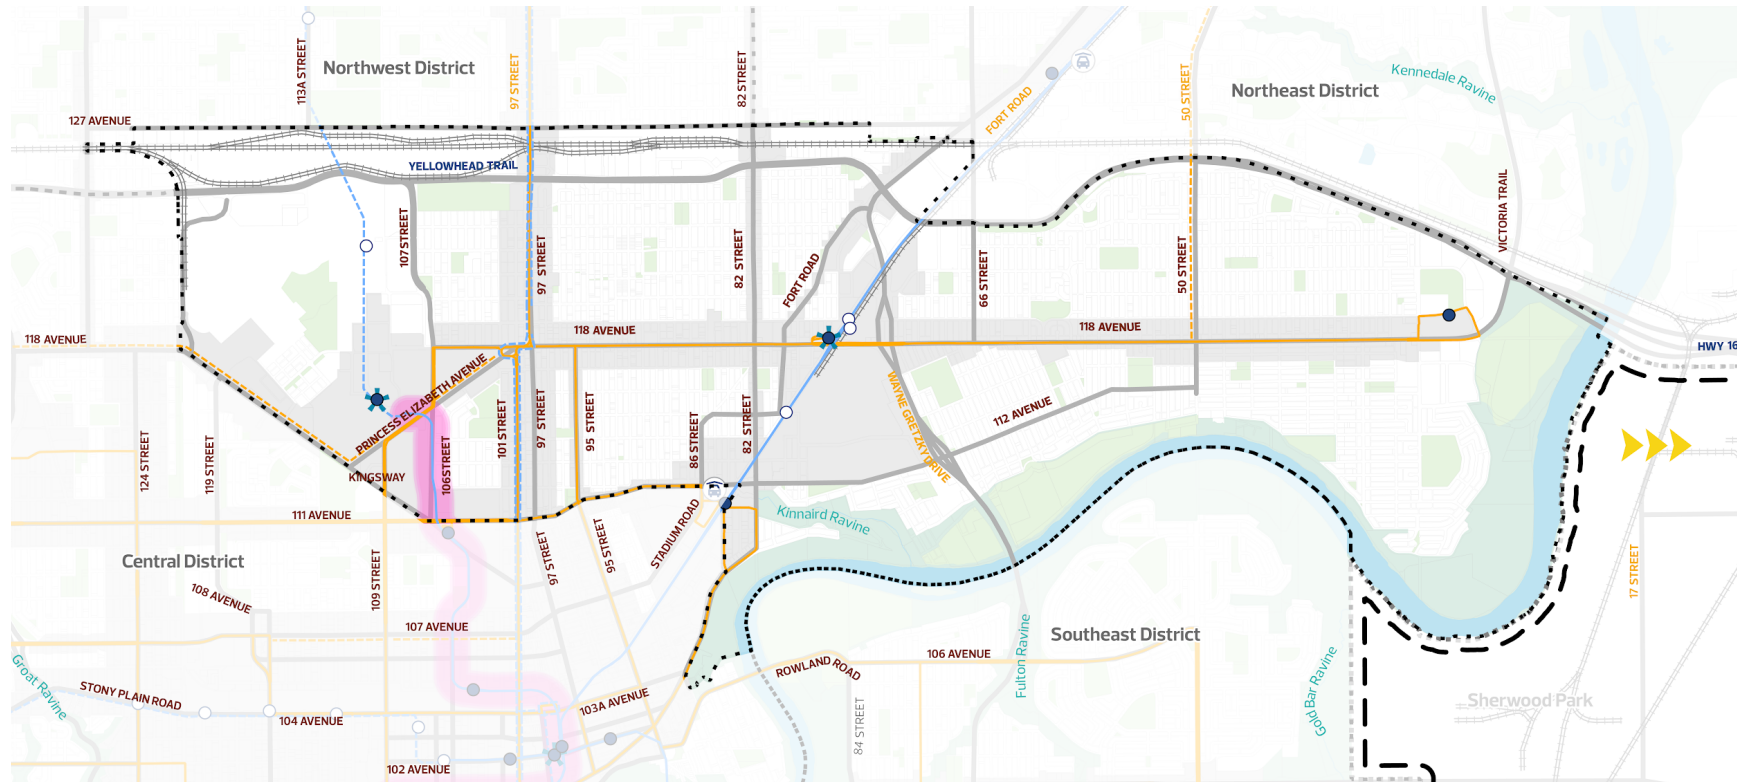 113A STREET
97 STREET
82 STREET
Northwest District
FORT ROAD
50 STREET
Northeast District
Kennedale Ravine
127 AVENUE
YELLOWHEAD TRAIL
VICTORIA TRAIL
107 STREET
97 STREET
82 STREET
FORT ROAD
66 STREET
50 STREET
118 AVENUE
118 AVENUE
118 AVENUE
HWY 16
PRINCESS ELIZABETH AVENUE
WAYNE GRETZKY DRIVE
112 AVENUE
124 STREET
119 STREET
KINGSWAY
106 STREET
101 STREET
97 STREET
95 STREET
86 STREET
82 STREET
111 AVENUE
STADIUM ROAD
Kinnaird Ravine
Central District
97 STREET
95 STREET
109 STREET
108 AVENUE
17 STREET
107 AVENUE
Southeast District
Fulton Ravine
106 AVENUE
ROWLAND ROAD
Groat Ravine
STONY PLAIN ROAD
103A AVENUE
104 AVENUE
84 STREET
Gold Bar Ravine
Sherwood Park
102 AVENUE